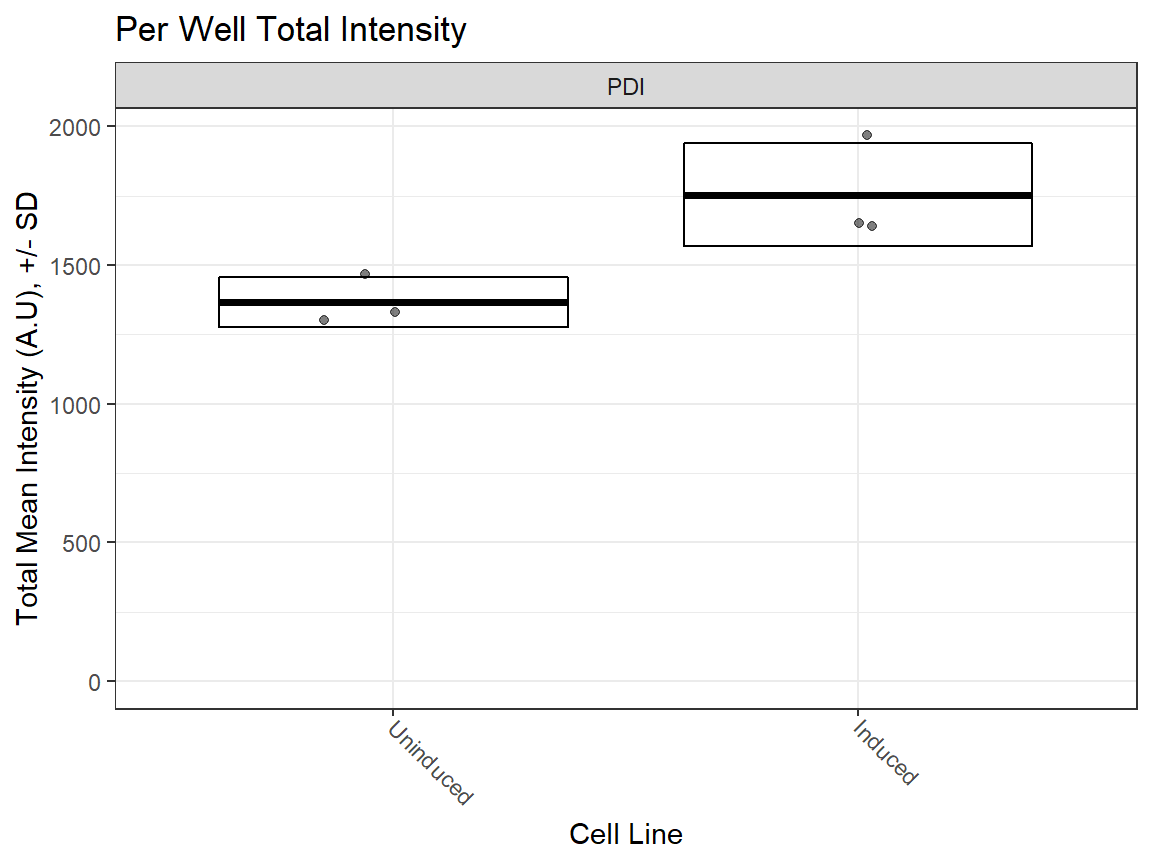 Per Well Total Intensity
PDI
Total Mean Intensity (A.U), +/- SD
2000
1500
1000
500
0
Uninduced
Induced
Cell Line